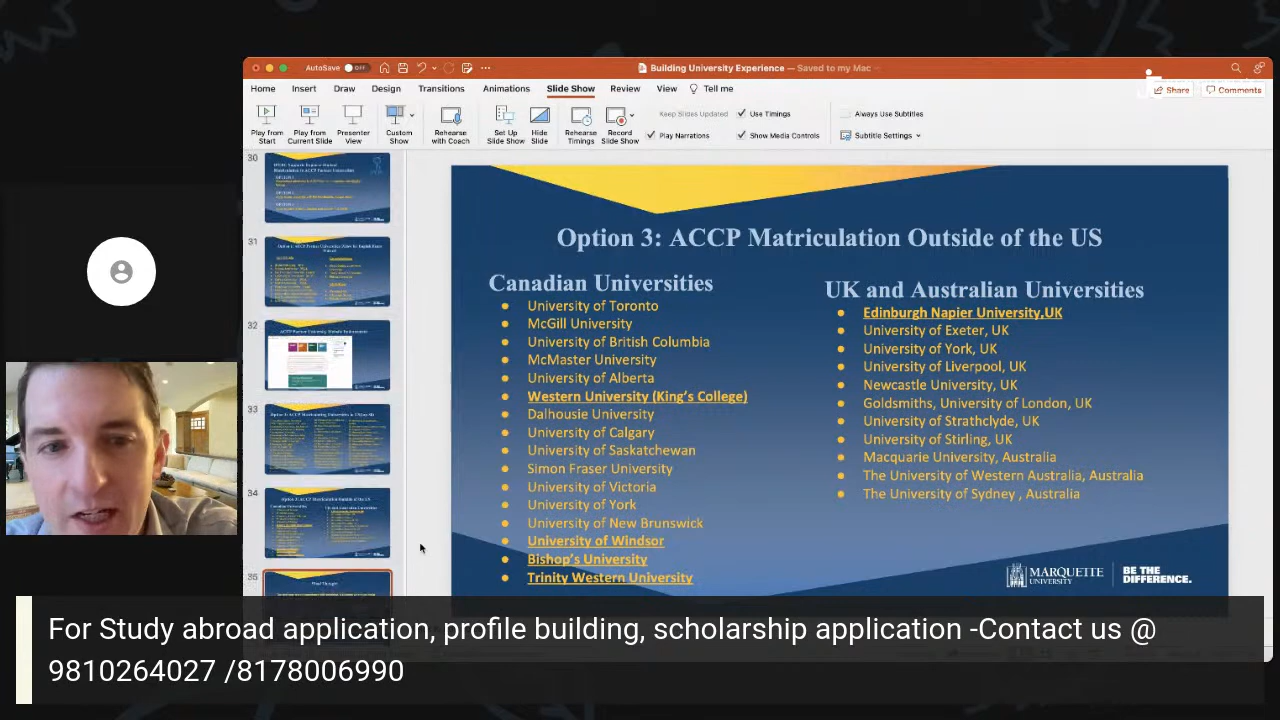 AutoSave
OFF
Building University Experience — Saved to my Mac
Home
Insert
Draw
Design
Transitions
Animations
Slide Show
Review
View
Tell me
Share
Comments
Play from
Start
Play from
Current Slide
Presenter
View
Custom
Show
Rehearse
with Coach
Set Up
Slide Show
Hide
Slide
Rehearse
Timings
Record
Slide Show
Keep Slides Updated
Play Narrations
Use Timings
Show Media Controls
Always Use Subtitles
Subtitle Settings
30
31
32
33
34
35
Option 3: ACCP Matriculation Outside of the US
Canadian Universities
• University of Toronto
• McGill University
• University of British Columbia
• McMaster University
• University of Alberta
• Western University (King's College)
• Dalhousie University
• University of Calgary
• University of Saskatchewan
• Simon Fraser University
• University of Victoria
• University of York
• University of New Brunswick
• University of Windsor
• Bishop's University
• Trinity Western University
UK and Australian Universities
• Edinburgh Napier University,UK
• University of Exeter, UK
• University of York, UK
• University of Liverpool, UK
• Newcastle University, UK
• Goldsmiths, University of London, UK
• University of Strathclyde, UK
• University of Stirling, UK
• Macquarie University, Australia
• The University of Western Australia, Australia
• The University of Sydney , Australia
MARQUETTE
UNIVERSITY
BE THE
DIFFERENCE.
For Study abroad application, profile building, scholarship application -Contact us @
9810264027 /8178006990